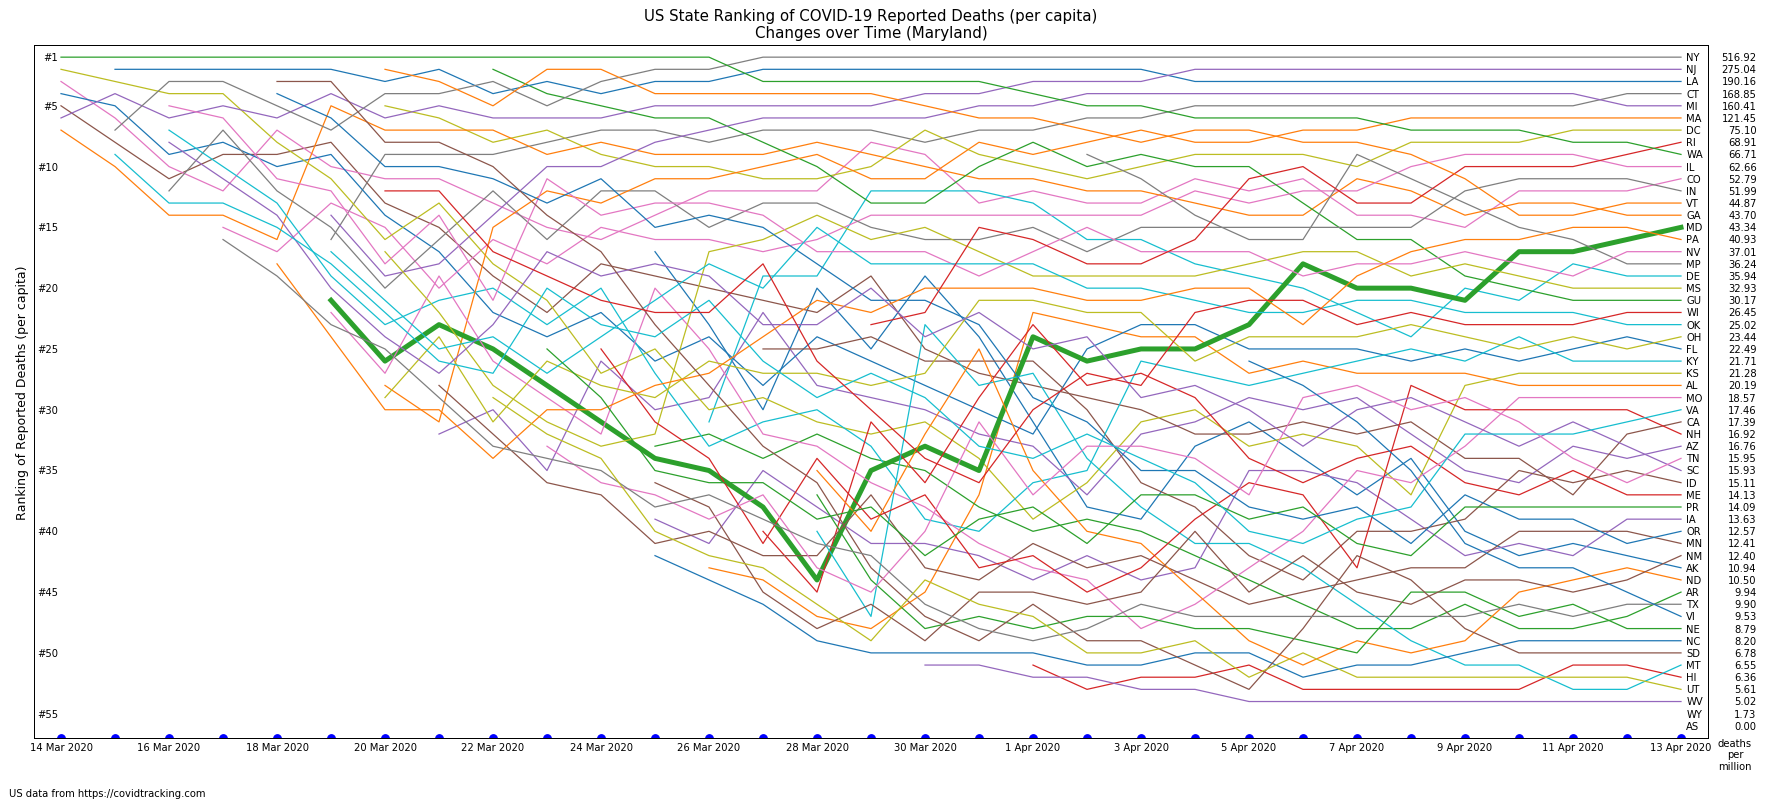 US State Ranking of COVID-19 Reported Deaths (per capita)
Changes over Time (Maryland)
Ranking of Reported Deaths (per capita)
#1
#5
#10
#15
#20
#25
#30
#35
#40
#45
#50
#55
NY 516.92
NJ 275.04
LA 190.16
CT 168.85
MI 160.41
MA 121.45
DC 75.10
RI 68.91
WA 66.71
IL 62.66
CO 52.79
IN 51.99
VT 44.87
GA 43.70
MD 43.34
PA 40.93
NV 37.01
MP 36.24
DE 35.94
MS 32.93
GU 30.17
WI 26.45
OK 25.02
OH 23.44
FL 22.49
KY 21.71
KS 21.28
AL 20.19
MO 18.57
VA 17.46
CA 17.39
NH 16.92
AZ 16.76
TN 15.95
SC 15.93
ID 15.11
ME 14.13
PR 14.09
IA 13.63
OR 12.57
MN 12.41
NM 12.40
AK 10.94
ND 10.50
AR 9.94
TX 9.90
VI 9.53
NE 8.79
NC 8.20
SD 6.78
MT 6.55
HI 6.36
UT 5.61
WV 5.02
WY 1.73
AS 0.00
14 Mar 2020 16 Mar 2020 18 Mar 2020 20 Mar 2020 22 Mar 2020 24 Mar 2020 26 Mar 2020 28 Mar 2020 30 Mar 2020 1 Apr 2020 3 Apr 2020 5 Apr 2020 7 Apr 2020 9 Apr 2020 11 Apr 2020 13 Apr 2020
deaths
per
million
US data from https://covidtracking.com